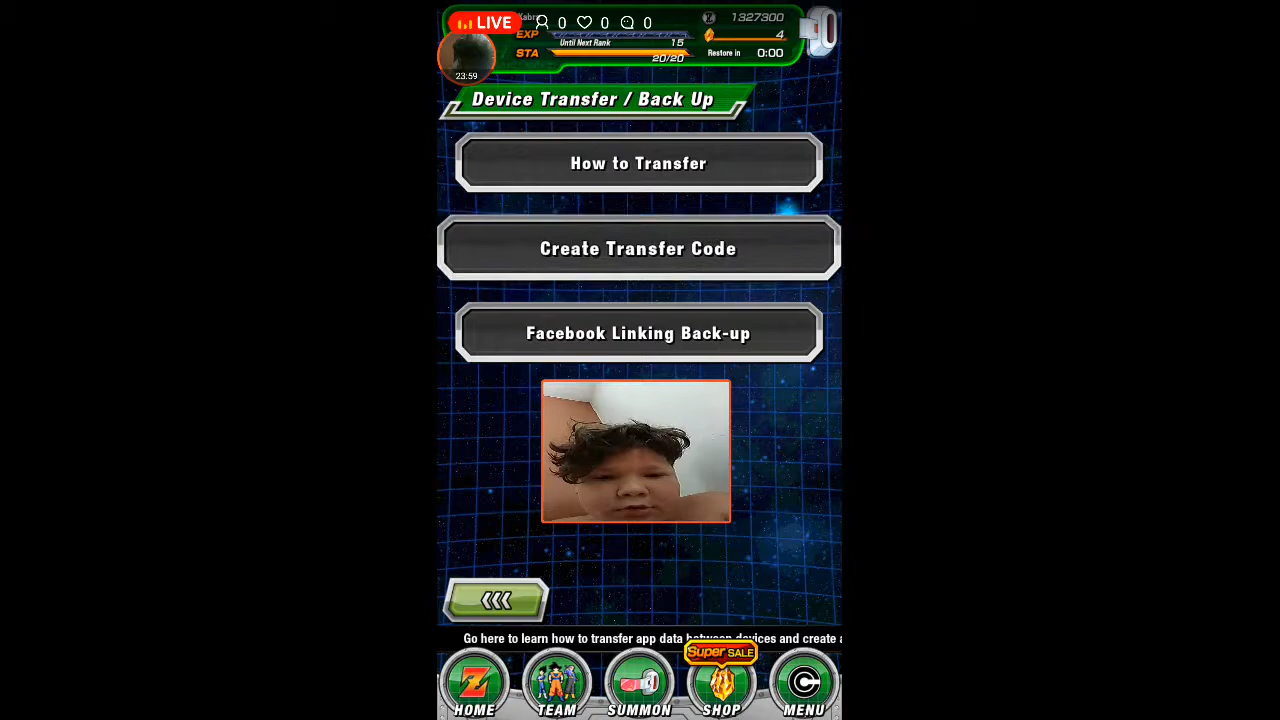 LIVE 0 0 0
Kabr
1327300
EXP
4
Until Next Rank 15
STA
Restore in 0:00
20/20
23:59
Device Transfer / Back Up
How to Transfer
Create Transfer Code
Facebook Linking Back-up
Go here to learn how to transfer app data between devices and create a
Super SALE
HOME TEAM SUMMON SHOP MENU